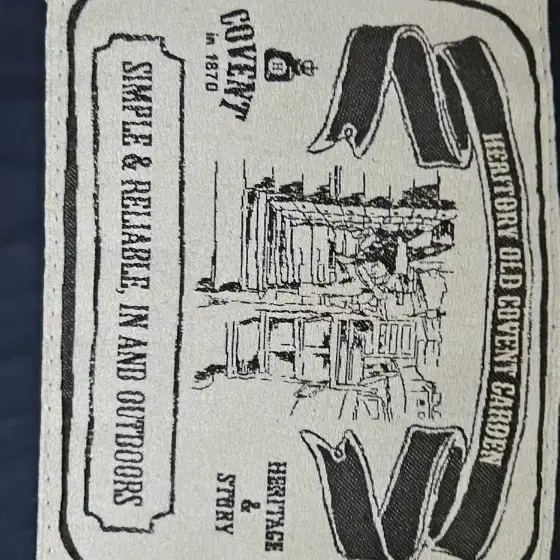 HERITORY OLD COVENT GARDEN
H
COVENT
in 1870
HERITAGE
&
STORY
SIMPLE & RELIABLE, IN AND OUTDOORS